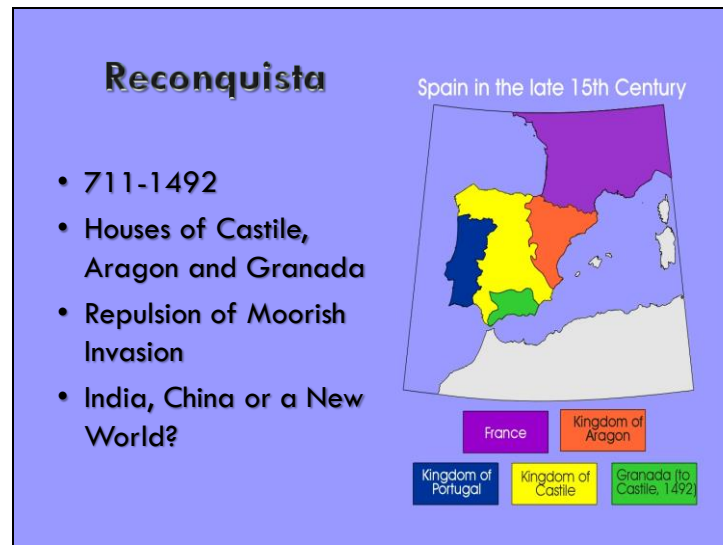 Reconquista
• 711-1492
• Houses of Castile,
Aragon and Granada
• Repulsion of Moorish
Invasion
• India, China or a New
World?
Spain in the late 15th Century
France
Kingdom of
Aragon
Kingdom of
Portugal
Kingdom of
Castile
Granada (to
Castile, 1492)